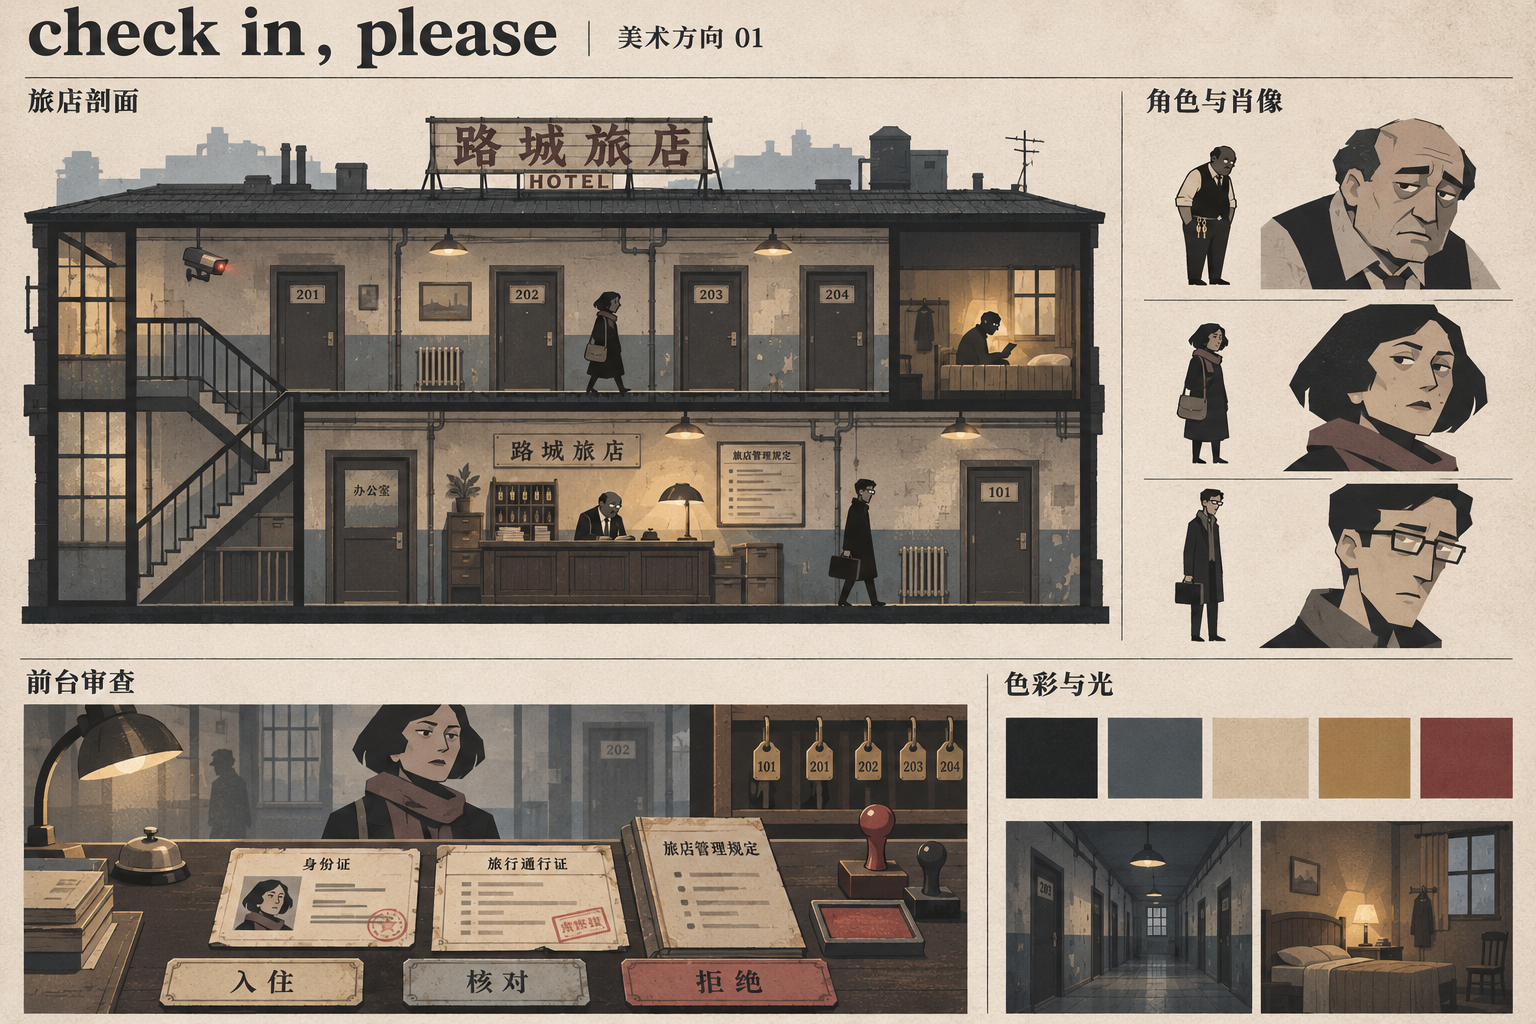 check in, please
美术方向 01
旅店剖面
路城旅店
HOTEL
201
202
203
204
路城旅店
旅店管理规定
办公室
101
角色与肖像
前台审查
202
101
201
202
203
204
身份证
旅行通行证
旅店管理规定
入住
核对
拒绝
色彩与光
203